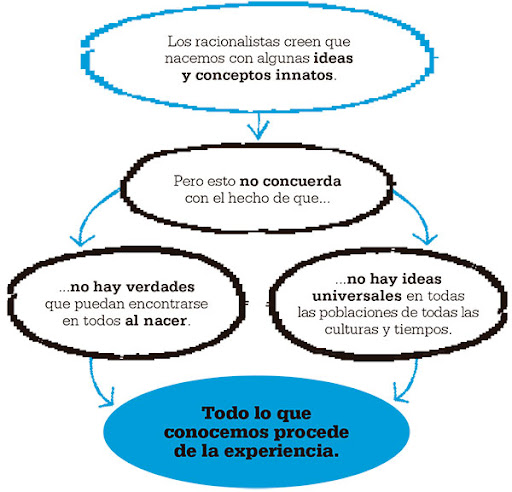 Los racionalistas creen que
nacemos con algunas ideas
y conceptos innatos.
Pero esto no concuerda
con el hecho de que...
...no hay verdades
que puedan encontrarse
en todos al nacer.
...no hay ideas
universales en todas
las poblaciones de todas las
culturas y tiempos.
Todo lo que
conocemos procede
de la experiencia.